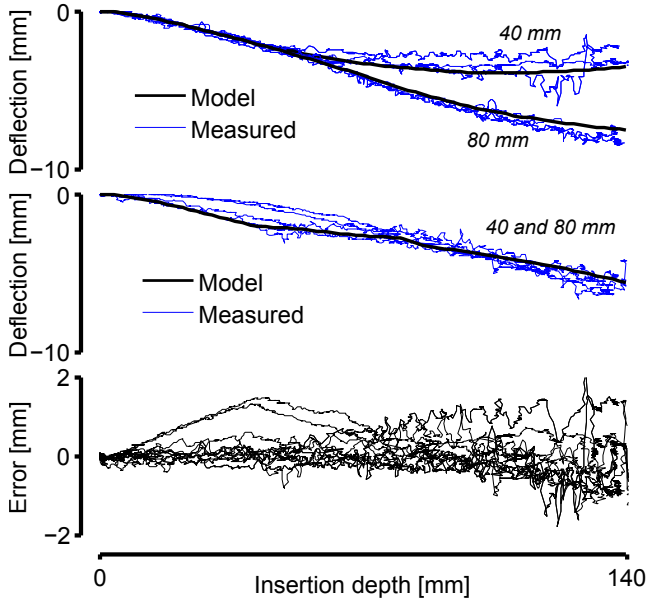 0
40 mm
Deflection [mm]
Model
Measured
80 mm
−10
0
40 and 80 mm
Deflection [mm]
Model
Measured
−10
2
Error [mm]
0
−2
0
Insertion depth [mm]
140